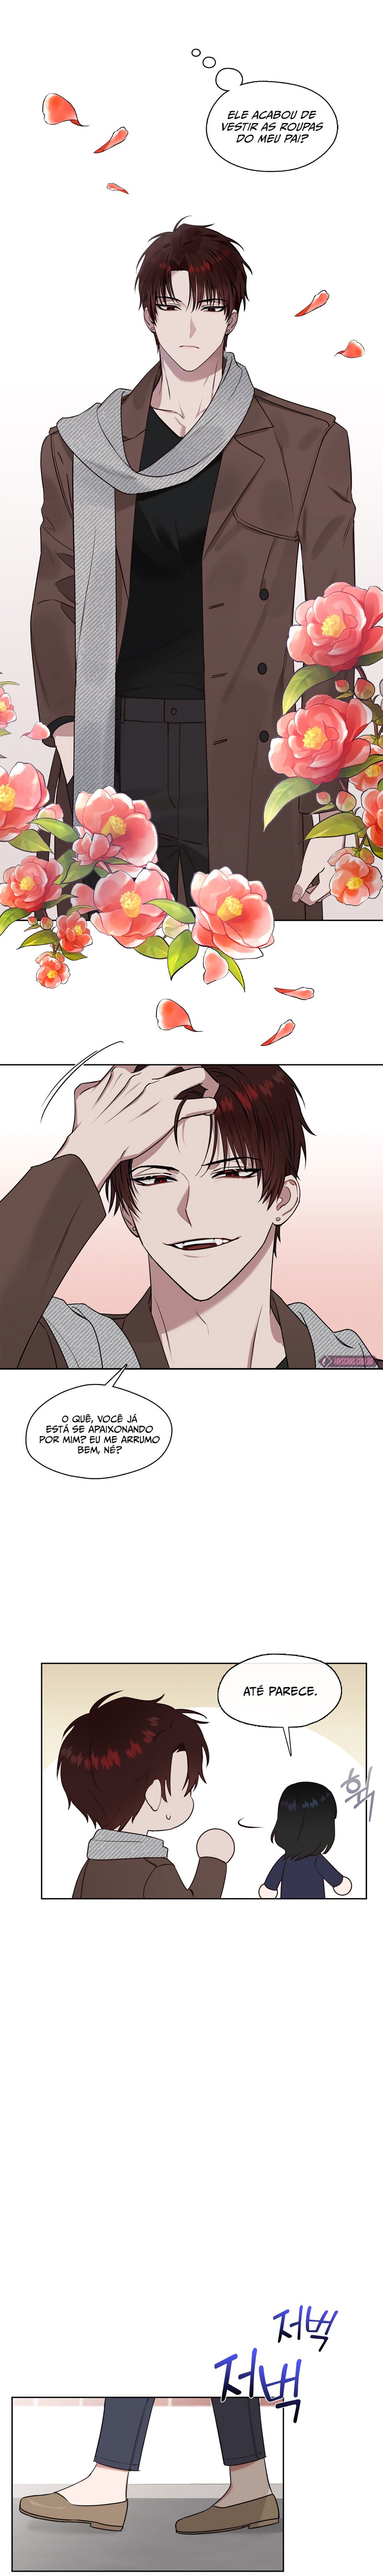 ELE ACABOU DE
VESTIR AS ROUPAS
DO MEU PAI?
O QUÊ, VOCÊ JÁ
ESTÁ SE APAIXONANDO
POR MIM? EU ME ARRUMO
BEM, NÉ?
ATÉ PARECE.
휙
저벅
저벅